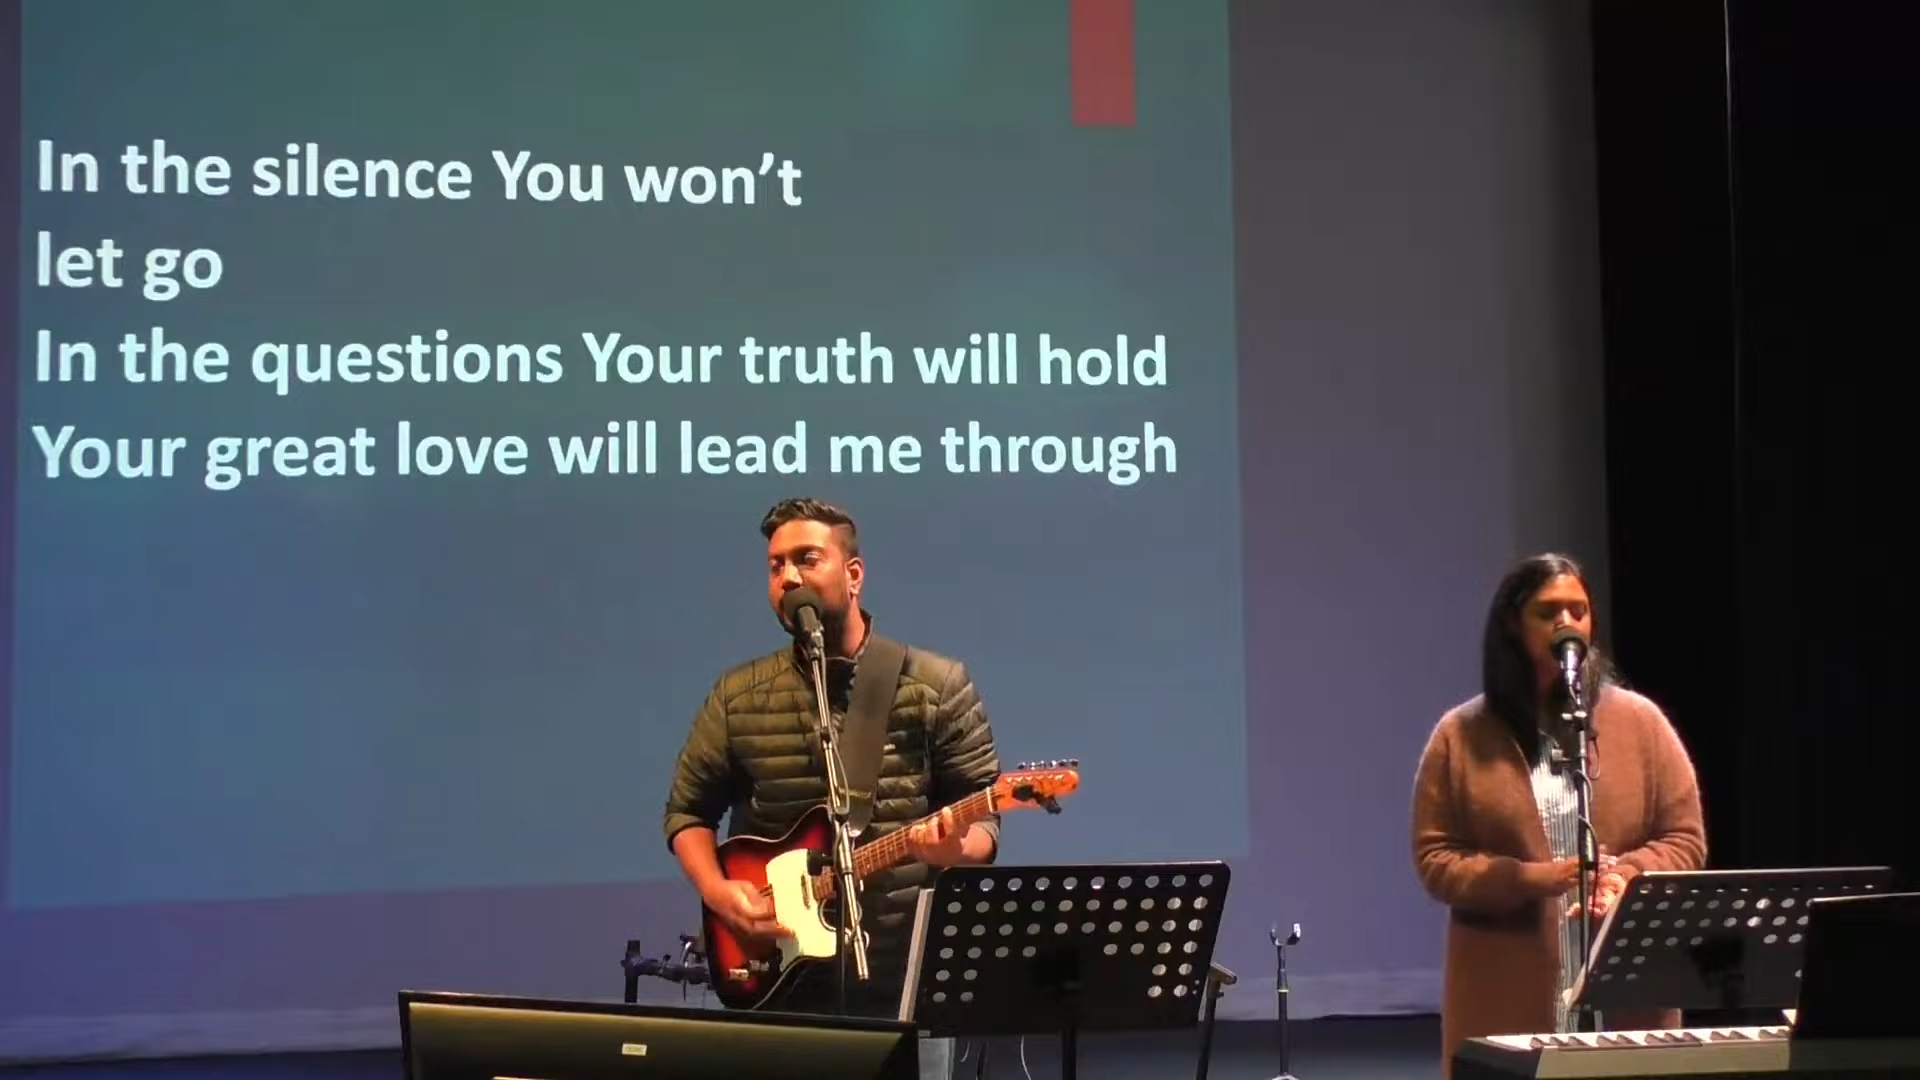 In the silence You won’t
let go
In the questions Your truth will hold
Your great love will lead me through